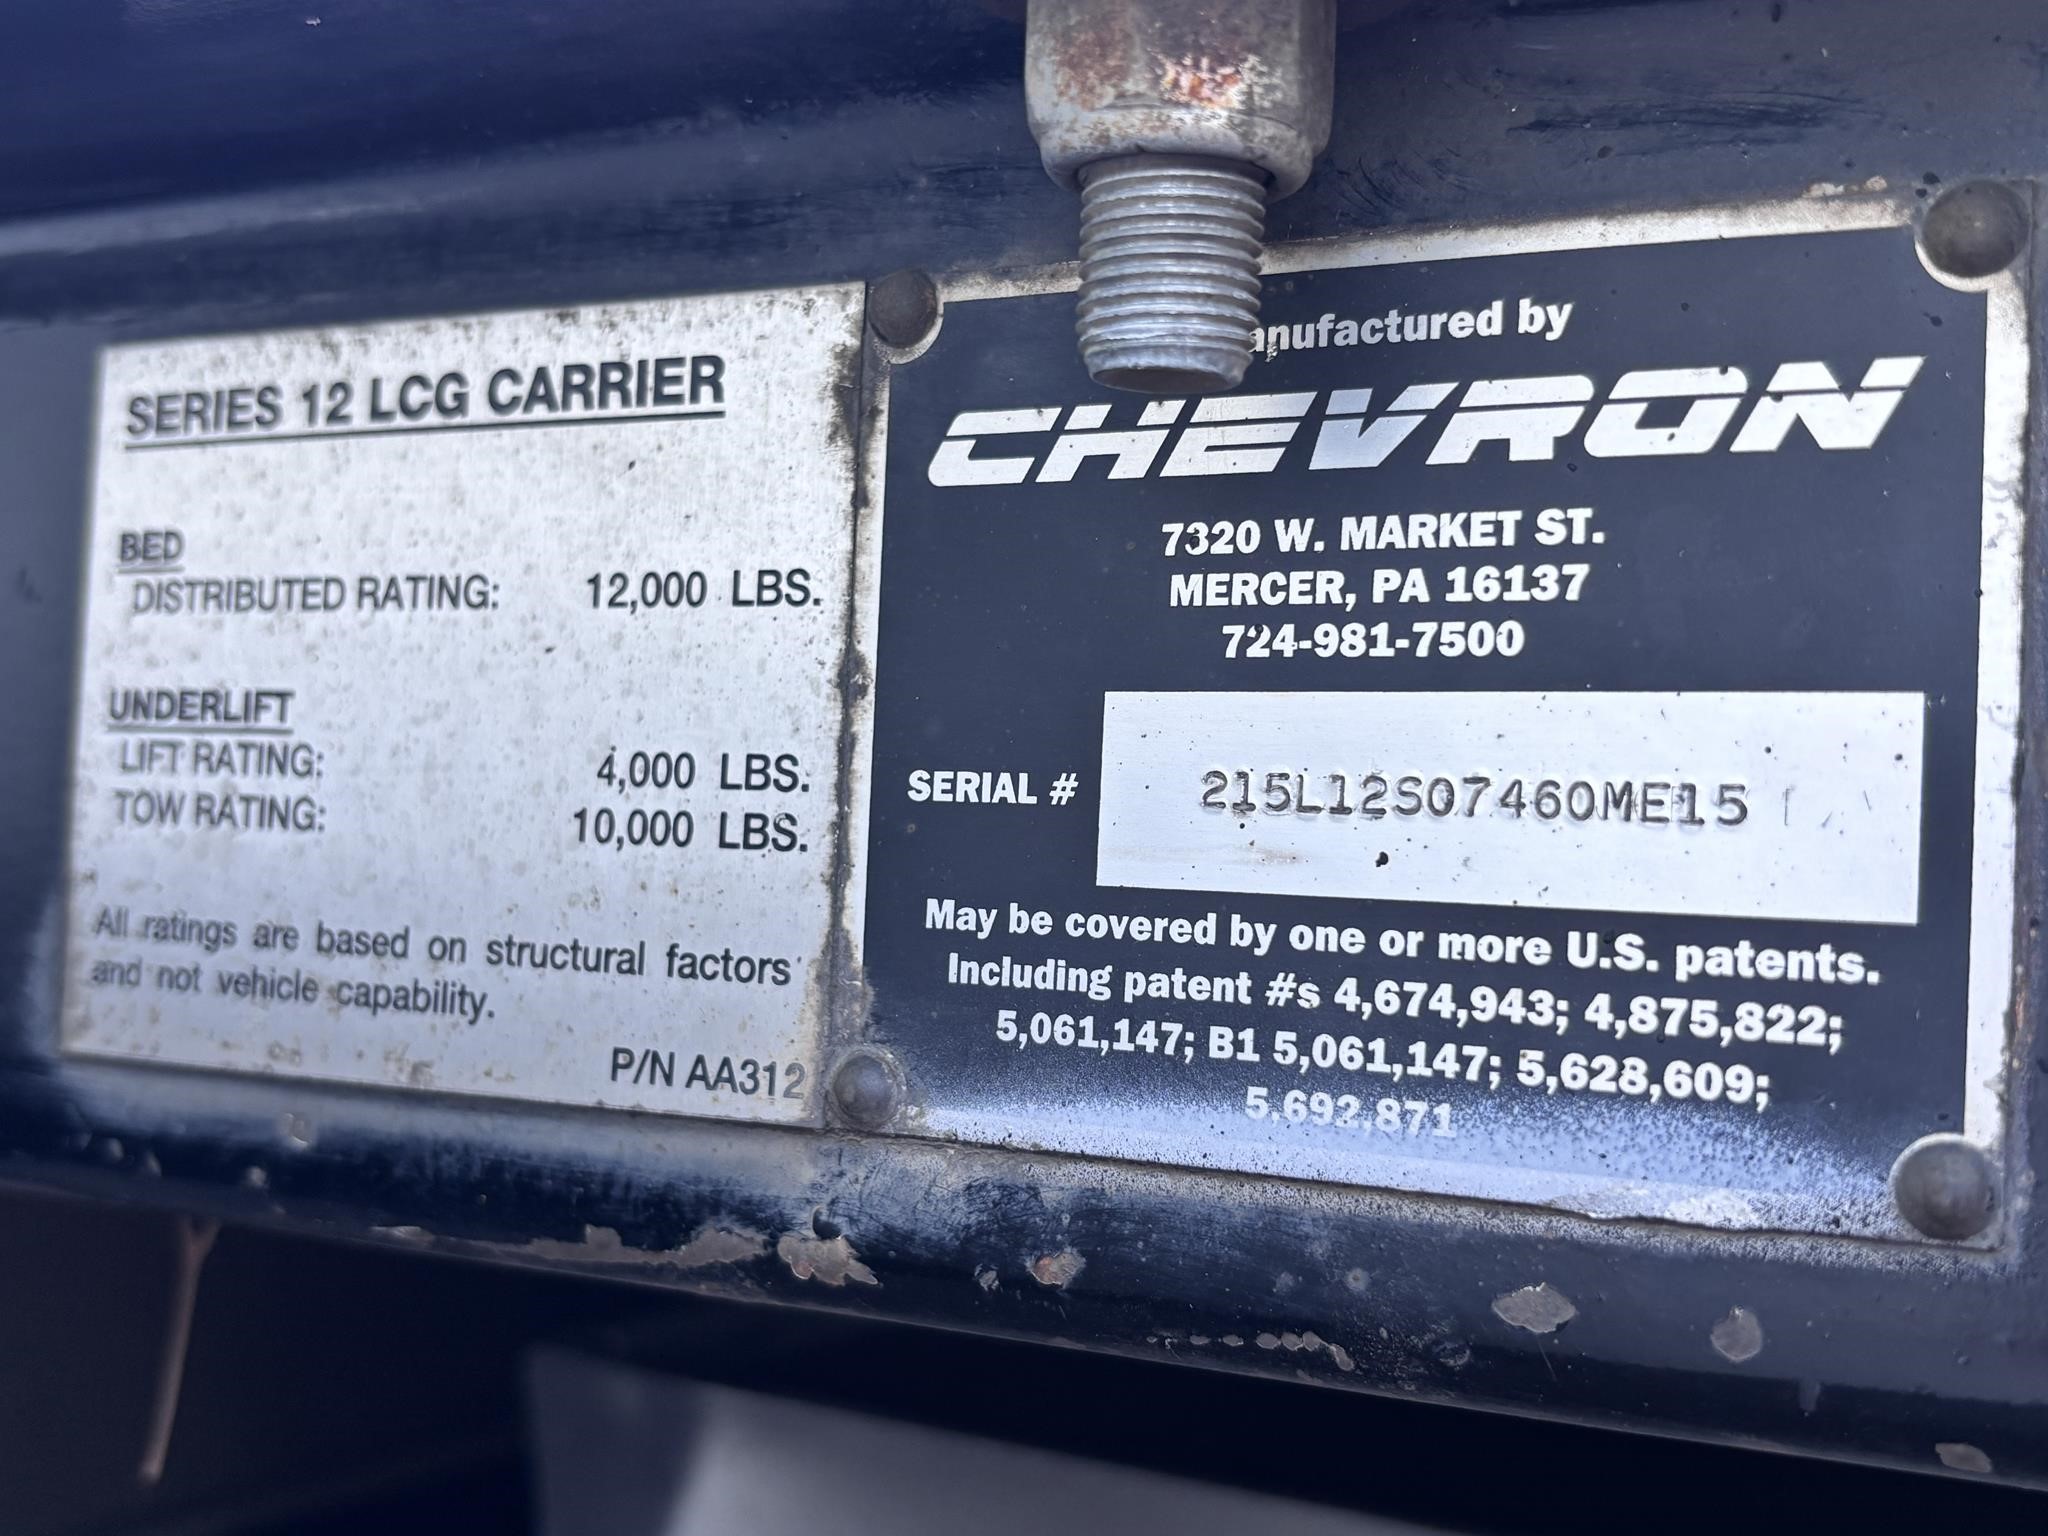 SERIES 12 LCG CARRIER
BED
DISTRIBUTED RATING: 12,000 LBS.
UNDERLIFT
LIFT RATING: 4,000 LBS.
TOW RATING: 10,000 LBS.
All ratings are based on structural factors
and not vehicle capability.
P/N AA312
anufactured by
CHEVRON
7320 W. MARKET ST.
MERCER, PA 16137
724-981-7500
SERIAL # 215L12S07460ME15
May be covered by one or more U.S. patents.
Including patent #s 4,674,943; 4,875,822;
5,061,147; B1 5,061,147; 5,628,609;
5,692,871